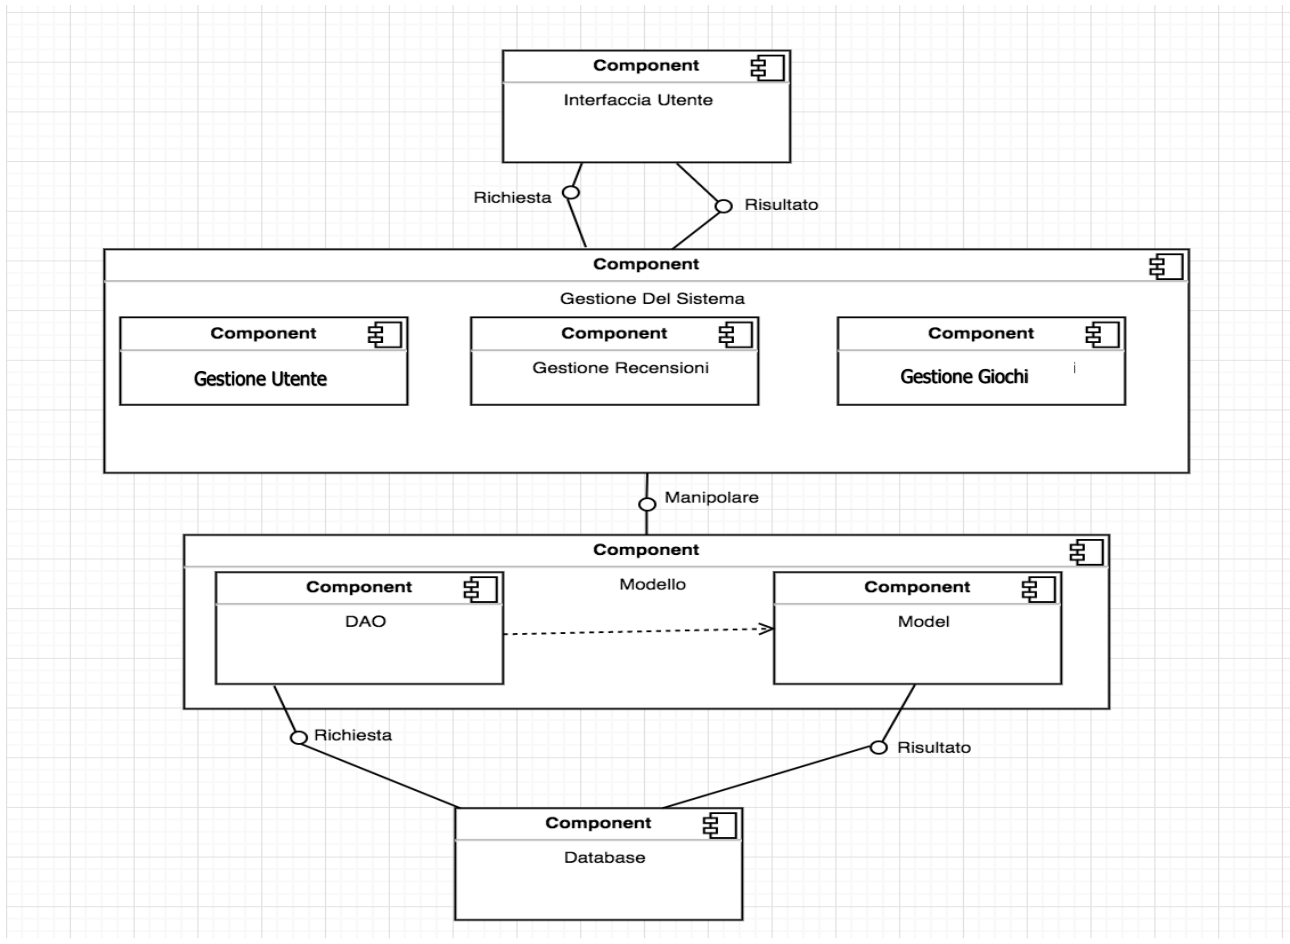 Component
Interfaccia Utente
Richiesta
Risultato
Component
Gestione Del Sistema
Component
Gestione Utente
Component
Gestione Recensioni
Component
Gestione Giochi
i
Manipolare
Component
Modello
Component
DAO
Component
Model
Richiesta
Risultato
Component
Database